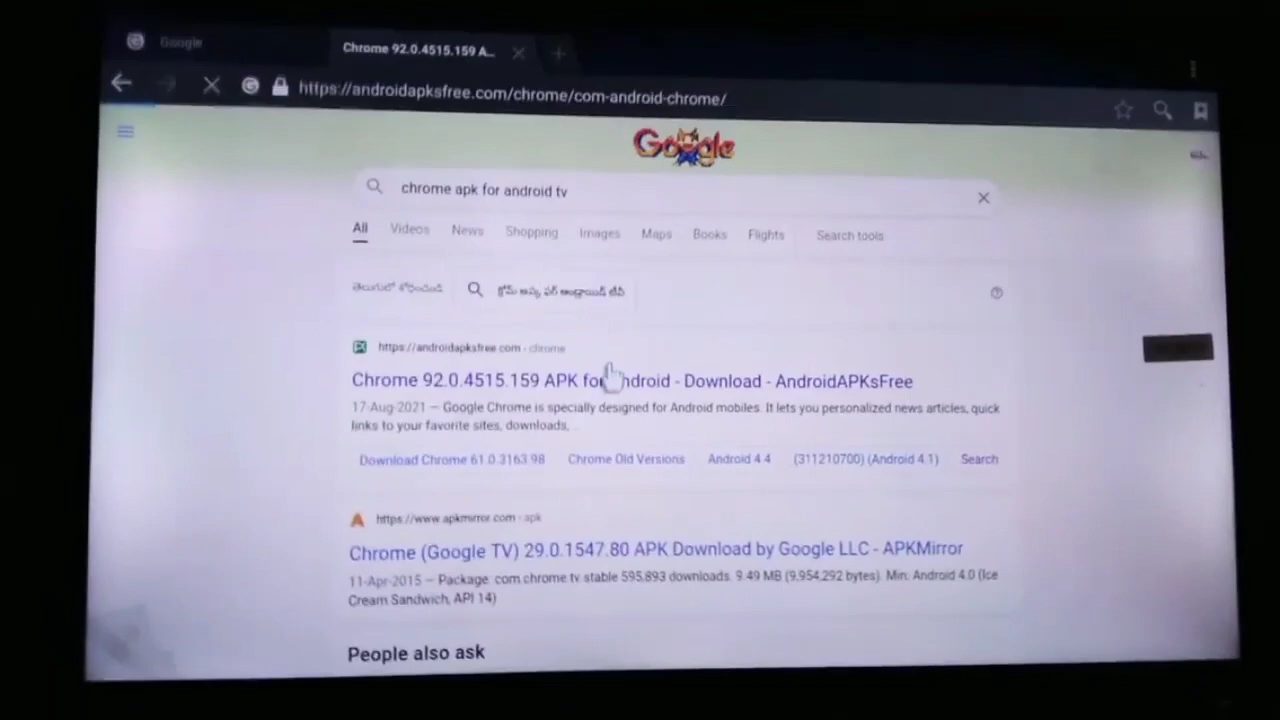 Google
Chrome 92.0.4515.159 A...
https://androidapksfree.com/chrome/com-android-chrome/
Google
chrome apk for android tv
All Videos News Shopping Images Maps Books Flights Search tools
తెలుగులో శోధించండి క్రోమ్ అప్క ఫర్ ఆండ్రాయిడ్ టీవీ
https://androidapksfree.com › chrome
Chrome 92.0.4515.159 APK for Android - Download - AndroidAPKsFree
17-Aug-2021 — Google Chrome is specially designed for Android mobiles. It lets you personalized news articles, quick
links to your favorite sites, downloads, ...
Download Chrome 61.0.3163.98 Chrome Old Versions Android 4.4 (311210700) (Android 4.1) Search
https://www.apkmirror.com › apk
Chrome (Google TV) 29.0.1547.80 APK Download by Google LLC - APKMirror
11-Apr-2015 — Package: com.chrome.tv.stable 595,893 downloads. 9.49 MB (9,954,292 bytes). Min: Android 4.0 (Ice
Cream Sandwich, API 14)
People also ask